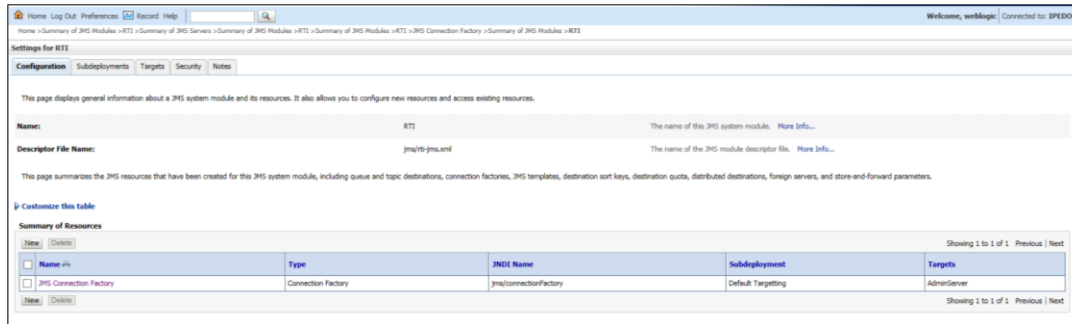 Home Log Out Preferences Record Help Welcome, weblogic Connected to: IPEDO
Home >Summary of JMS Modules >RTI >Summary of JMS Servers >Summary of JMS Modules >RTI >Summary of JMS Modules >RTI >JMS Connection Factory >Summary of JMS Modules >RTI
Settings for RTI
Configuration Subdeployments Targets Security Notes
This page displays general information about a JMS system module and its resources. It also allows you to configure new resources and access existing resources.
Name: RTI The name of this JMS system module. More Info...
Descriptor File Name: jms/rti-jms.xml The name of the JMS module descriptor file. More Info...
This page summarizes the JMS resources that have been created for this JMS system module, including queue and topic destinations, connection factories, JMS templates, destination sort keys, destination quota, distributed destinations, foreign servers, and store-and-forward parameters.
Customize this table
Summary of Resources
New Delete Showing 1 to 1 of 1 Previous | Next
Name Type JNDI Name Subdeployment Targets
JMS Connection Factory Connection Factory jms/connectionFactory Default Targetting AdminServer
New Delete Showing 1 to 1 of 1 Previous | Next